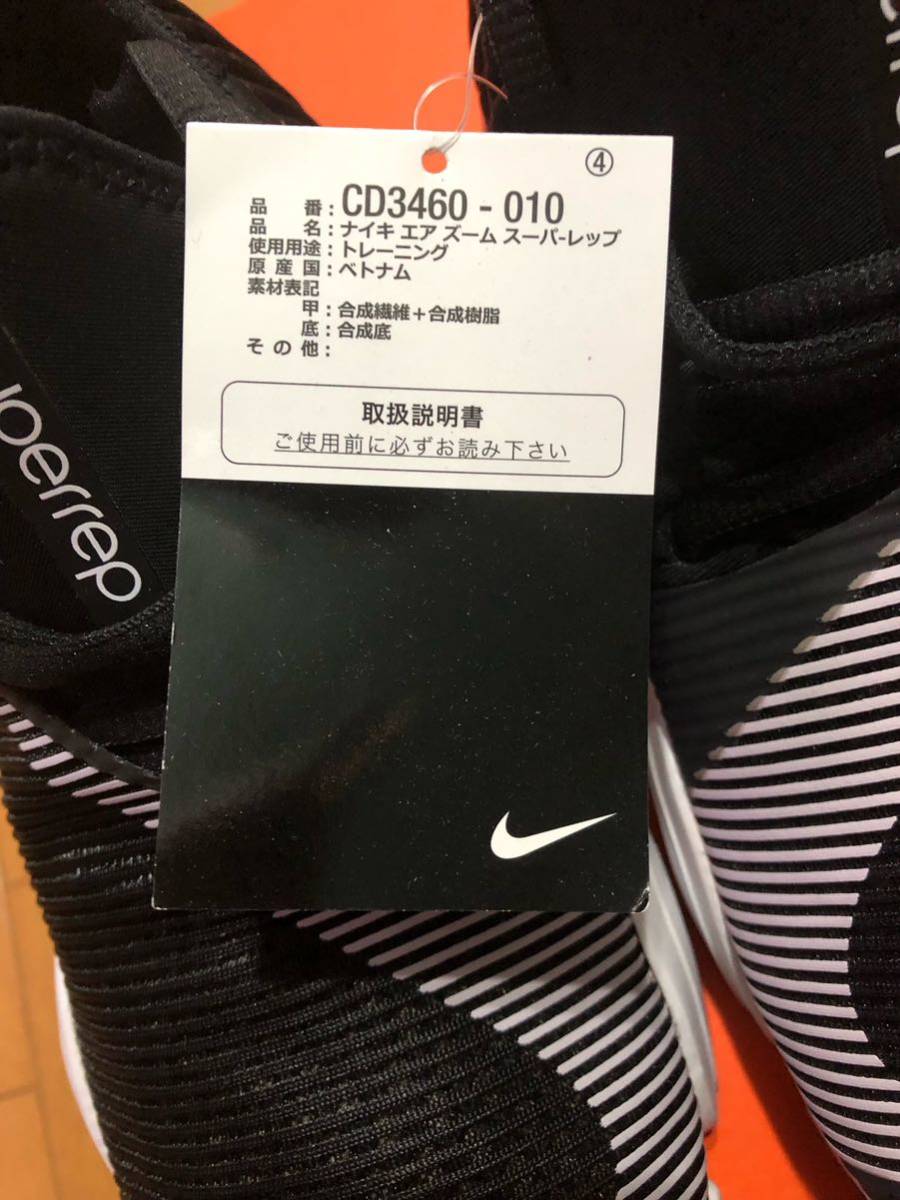 ④
品番：CD3460 - 010
品名：ナイキ エア ズーム スーパーレップ
使用用途：トレーニング
原産国：ベトナム
素材表記
甲：合成繊維＋合成樹脂
底：合成底
その他：
取扱説明書
ご使用前に必ずお読み下さい
perrep